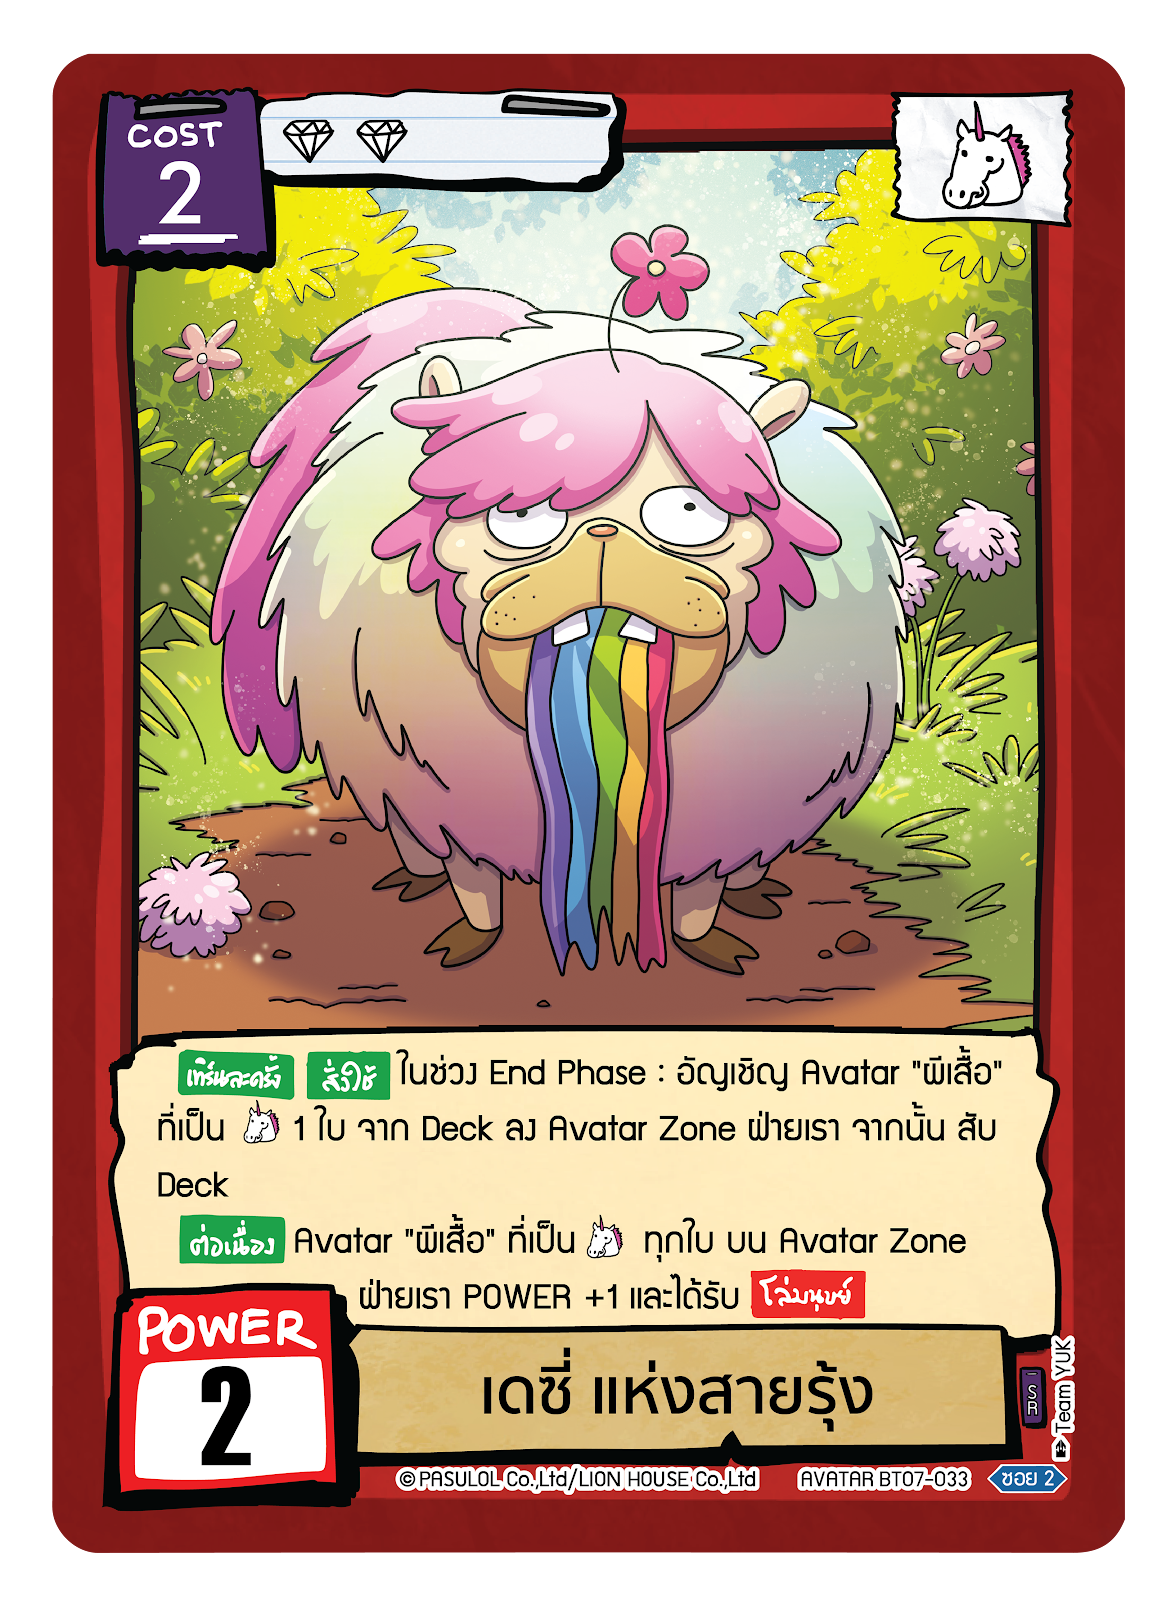 COST
2
เทิร์นละครั้ง สั่งใช้ ในช่วง End Phase : อัญเชิญ Avatar "ผีเสื้อ"
ที่เป็น 1 ใบ จาก Deck ลง Avatar Zone ฝ่ายเรา จากนั้น สับ
Deck
ต่อเนื่อง Avatar "ผีเสื้อ" ที่เป็น ทุกใบ บน Avatar Zone
ฝ่ายเรา POWER +1 และได้รับ โล่มนุษย์
POWER
2
เดซี่ แห่งสายรุ้ง
SR
Team YUK
© PASULOL Co.,Ltd/LION HOUSE Co.,Ltd AVATAR BT07-033 ซอย 2